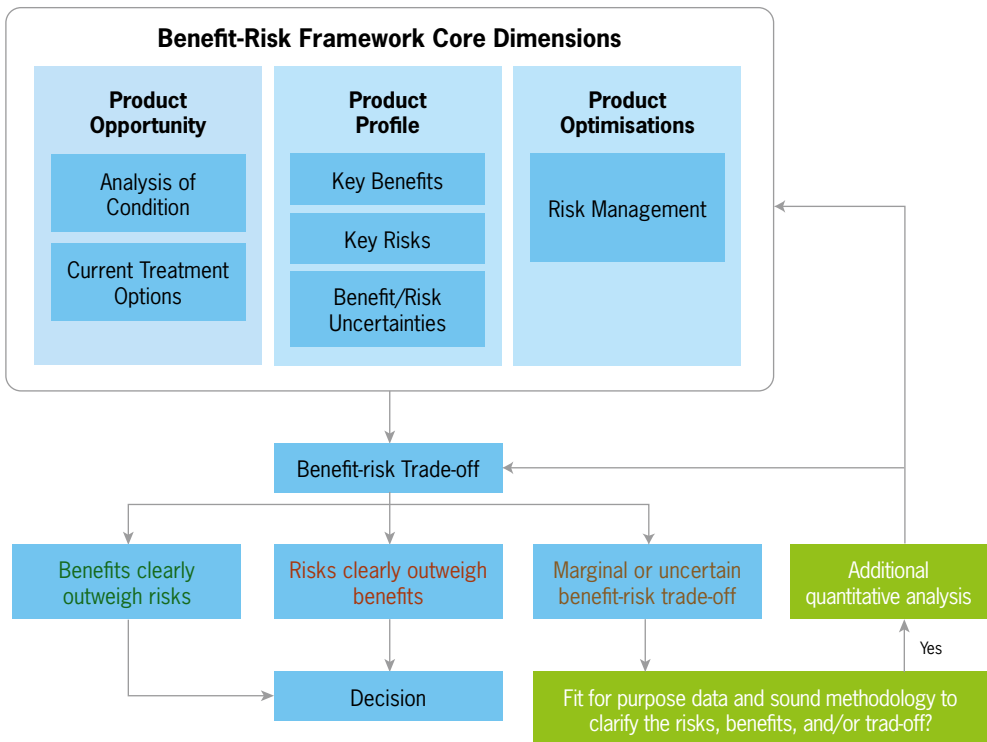 Benefit-Risk Framework Core Dimensions
Product
Opportunity
Analysis of
Condition
Current Treatment
Options
Product
Profile
Key Benefits
Key Risks
Benefit/Risk
Uncertainties
Product
Optimisations
Risk Management
Benefit-risk Trade-off
Benefits clearly
outweigh risks
Risks clearly outweigh
benefits
Marginal or uncertain
benefit-risk trade-off
Additional
quantitative analysis
Yes
Decision
Fit for purpose data and sound methodology to
clarify the risks, benefits, and/or trad-off?